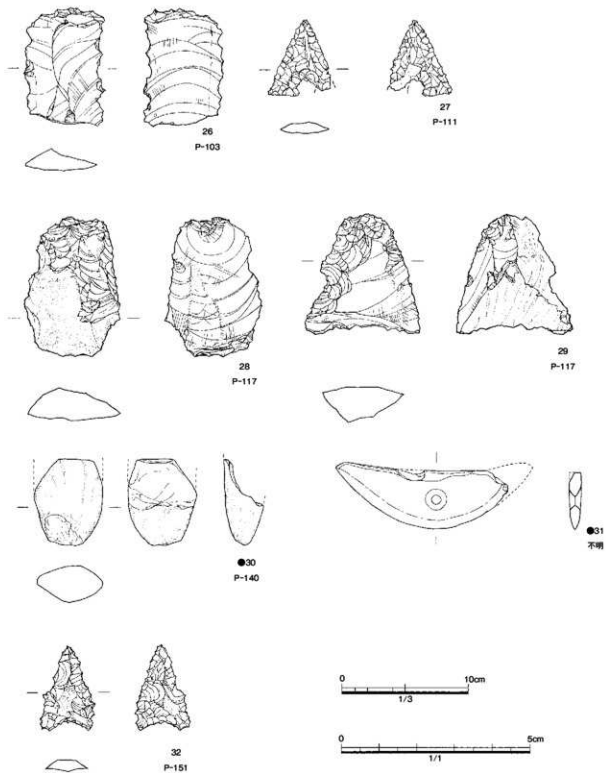 26
P-103
27
P-111
28
P-117
29
P-117
●30
P-140
●31
不明
32
P-151
0 10cm
1/3
0 5cm
1/1